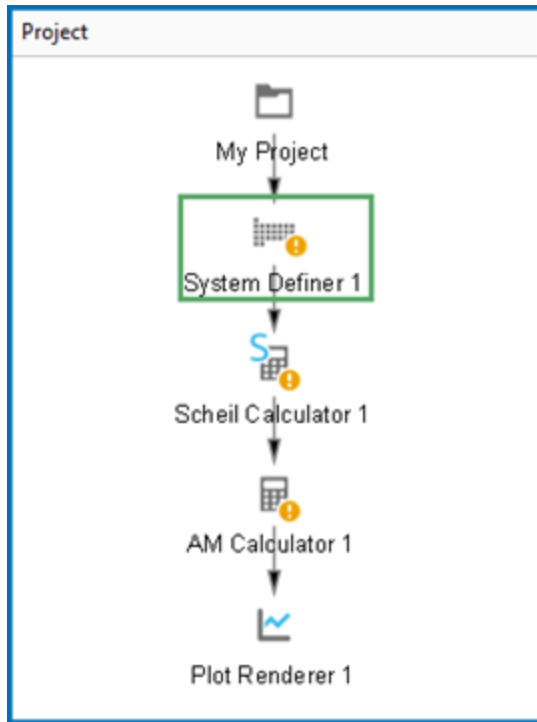 Project
My Project
System Definer 1
Scheil Calculator 1
AM Calculator 1
Plot Renderer 1